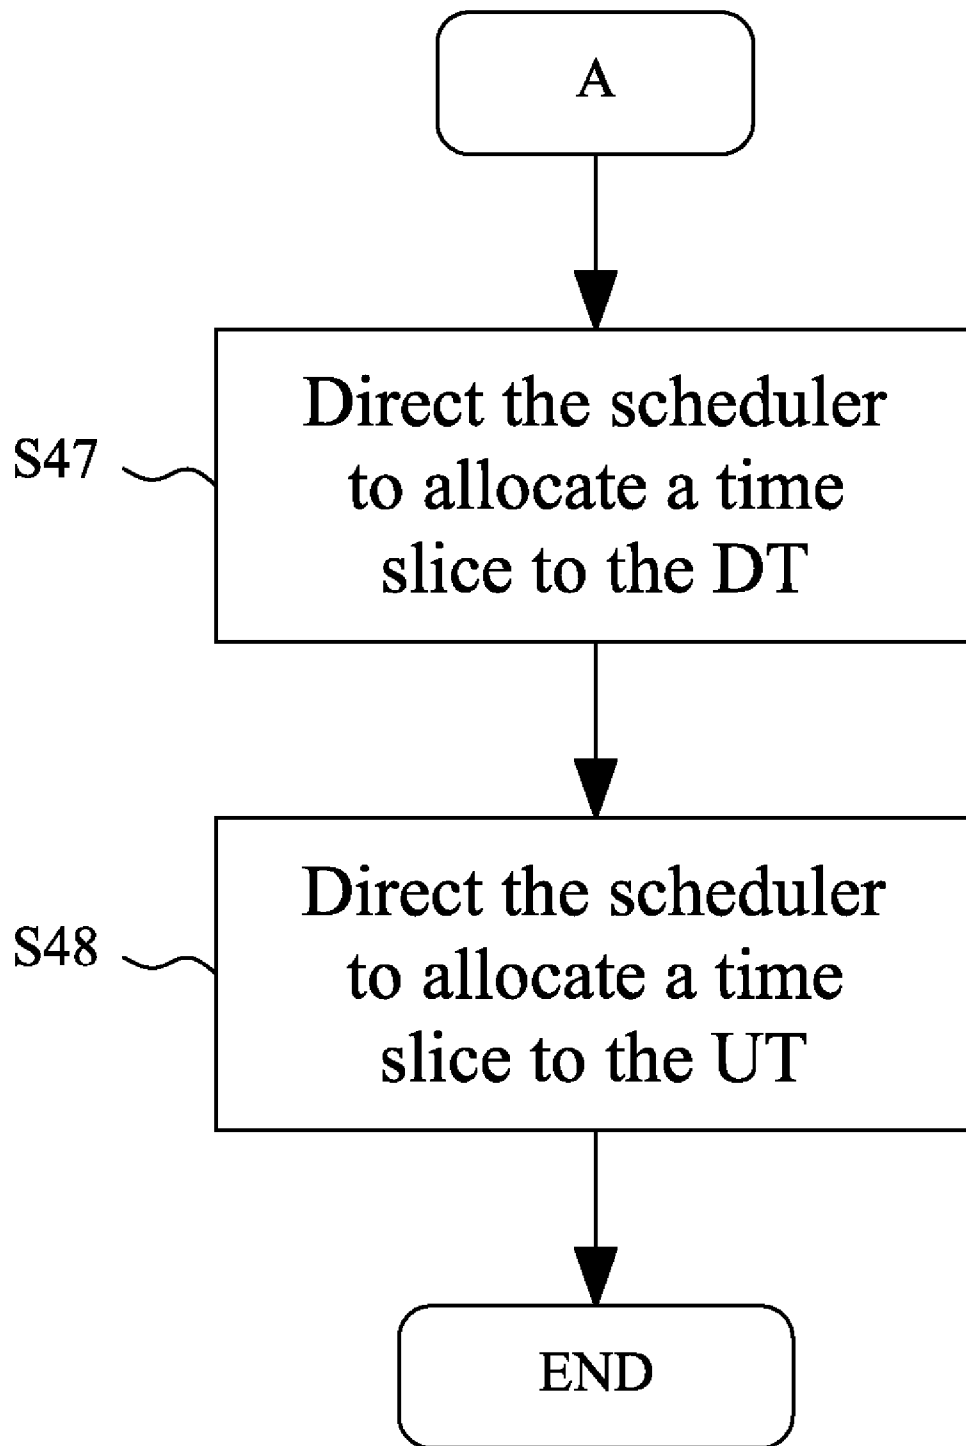 A
S47
Direct the scheduler
to allocate a time
slice to the DT
S48
Direct the scheduler
to allocate a time
slice to the UT
END